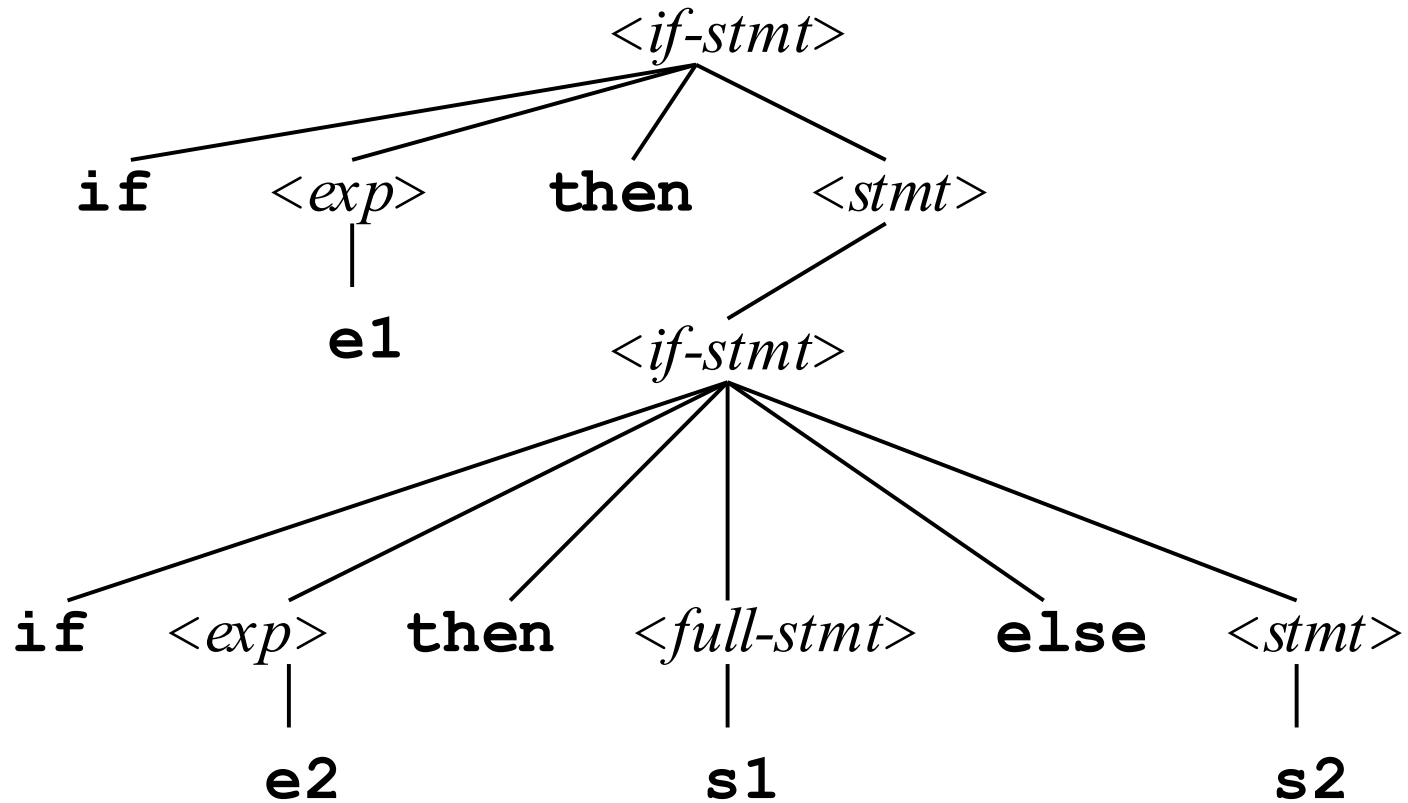 <if-stmt>
if <exp> then <stmt>
e1
<if-stmt>
if <exp> then <full-stmt> else <stmt>
e2 s1 s2